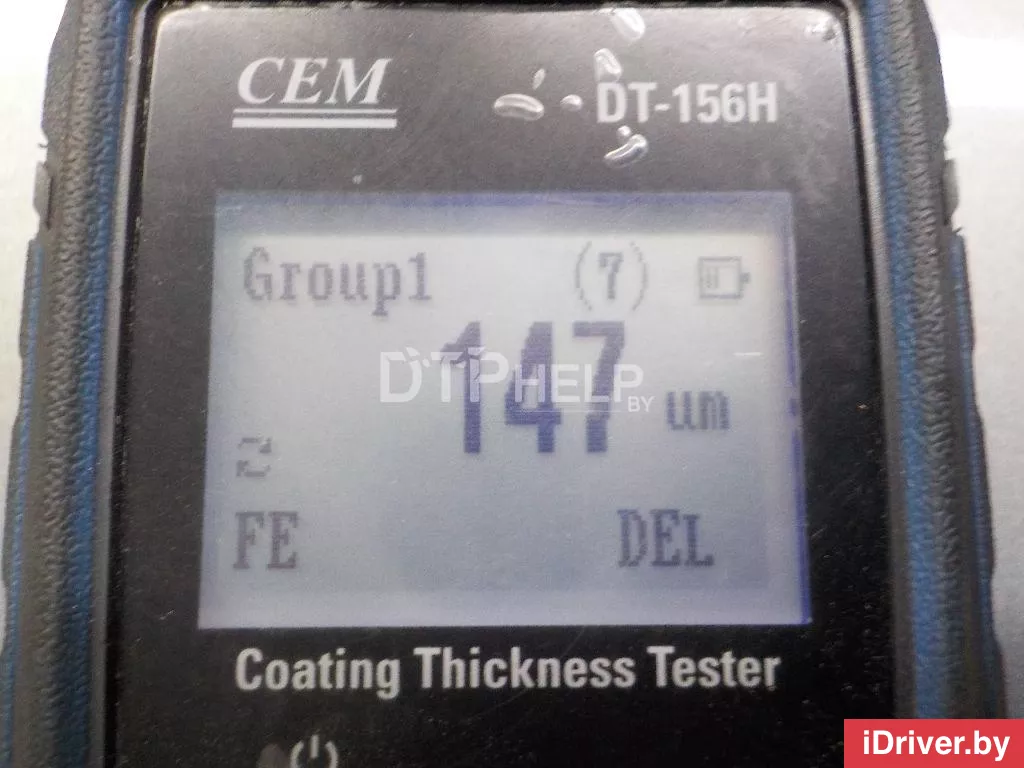 CEM
DT-156H
Group1 (7)
147 um
DTPHELP
BY
FE DEL
Coating Thickness Tester
iDriver.by